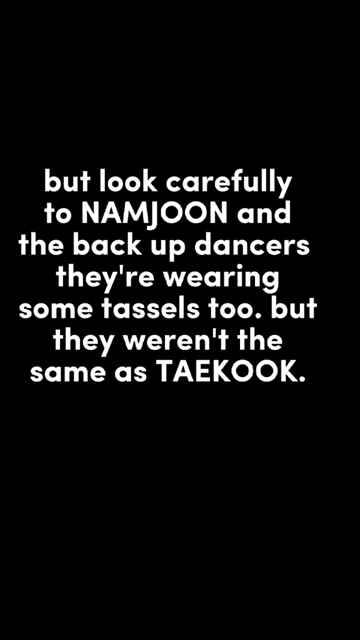 but look carefully
to NAMJOON and
the back up dancers
they're wearing
some tassels too. but
they weren't the
same as TAEKOOK.